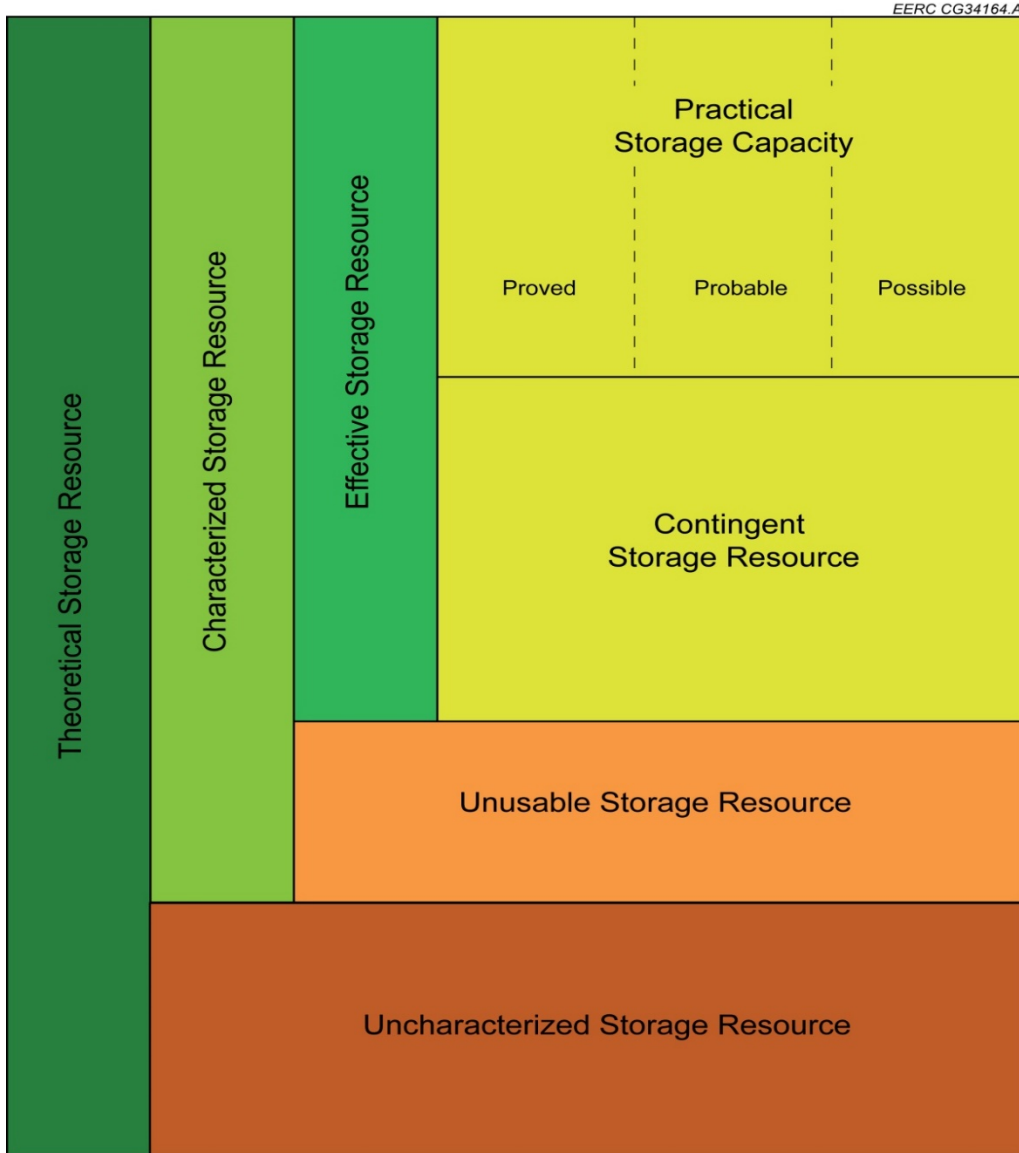 EERC CG34164.A
Theoretical Storage Resource
Characterized Storage Resource
Effective Storage Resource
Practical
Storage Capacity
Proved
Probable
Possible
Contingent
Storage Resource
Unusable Storage Resource
Uncharacterized Storage Resource